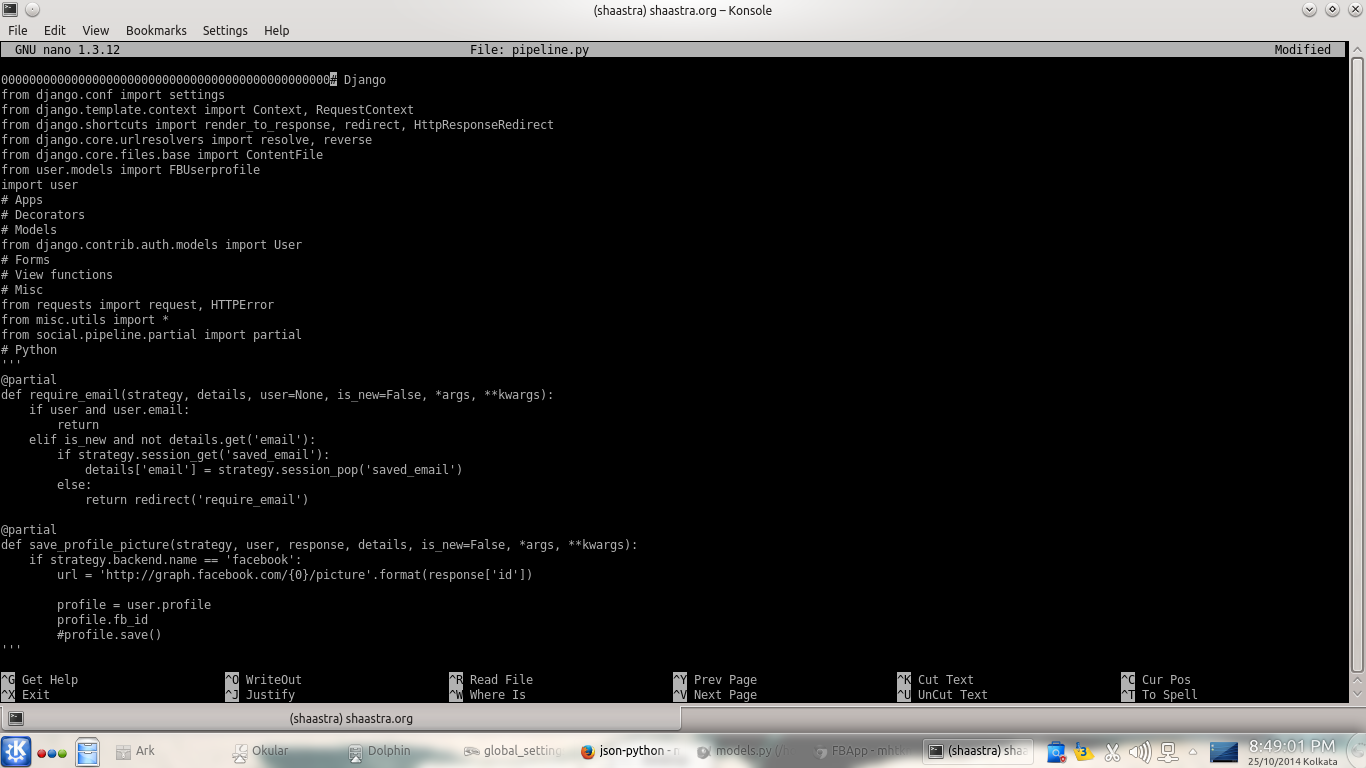 (shaastra) shaastra.org – Konsole
File Edit View Bookmarks Settings Help
GNU nano 1.3.12 File: pipeline.py Modified
00000000000000000000000000000000000000000000000# Django
from django.conf import settings
from django.template.context import Context, RequestContext
from django.shortcuts import render_to_response, redirect, HttpResponseRedirect
from django.core.urlresolvers import resolve, reverse
from django.core.files.base import ContentFile
from user.models import FBUserprofile
import user
# Apps
# Decorators
# Models
from django.contrib.auth.models import User
# Forms
# View functions
# Misc
from requests import request, HTTPError
from misc.utils import *
from social.pipeline.partial import partial
# Python
'''
@partial
def require_email(strategy, details, user=None, is_new=False, *args, **kwargs):
    if user and user.email:
        return
    elif is_new and not details.get('email'):
        if strategy.session_get('saved_email'):
            details['email'] = strategy.session_pop('saved_email')
        else:
            return redirect('require_email')
@partial
def save_profile_picture(strategy, user, response, details, is_new=False, *args, **kwargs):
    if strategy.backend.name == 'facebook':
        url = 'http://graph.facebook.com/{0}/picture'.format(response['id'])
        profile = user.profile
        profile.fb_id
        #profile.save()
'''
^G Get Help ^O WriteOut ^R Read File ^Y Prev Page ^K Cut Text ^C Cur Pos
^X Exit ^J Justify ^W Where Is ^V Next Page ^U UnCut Text ^T To Spell
(shaastra) shaastra.org
Ark Okular Dolphin global_setting json-python - n models.py (/h FBApp - mhtk (shaastra) shaa 3 8:49:01 PM
25/10/2014 Kolkata